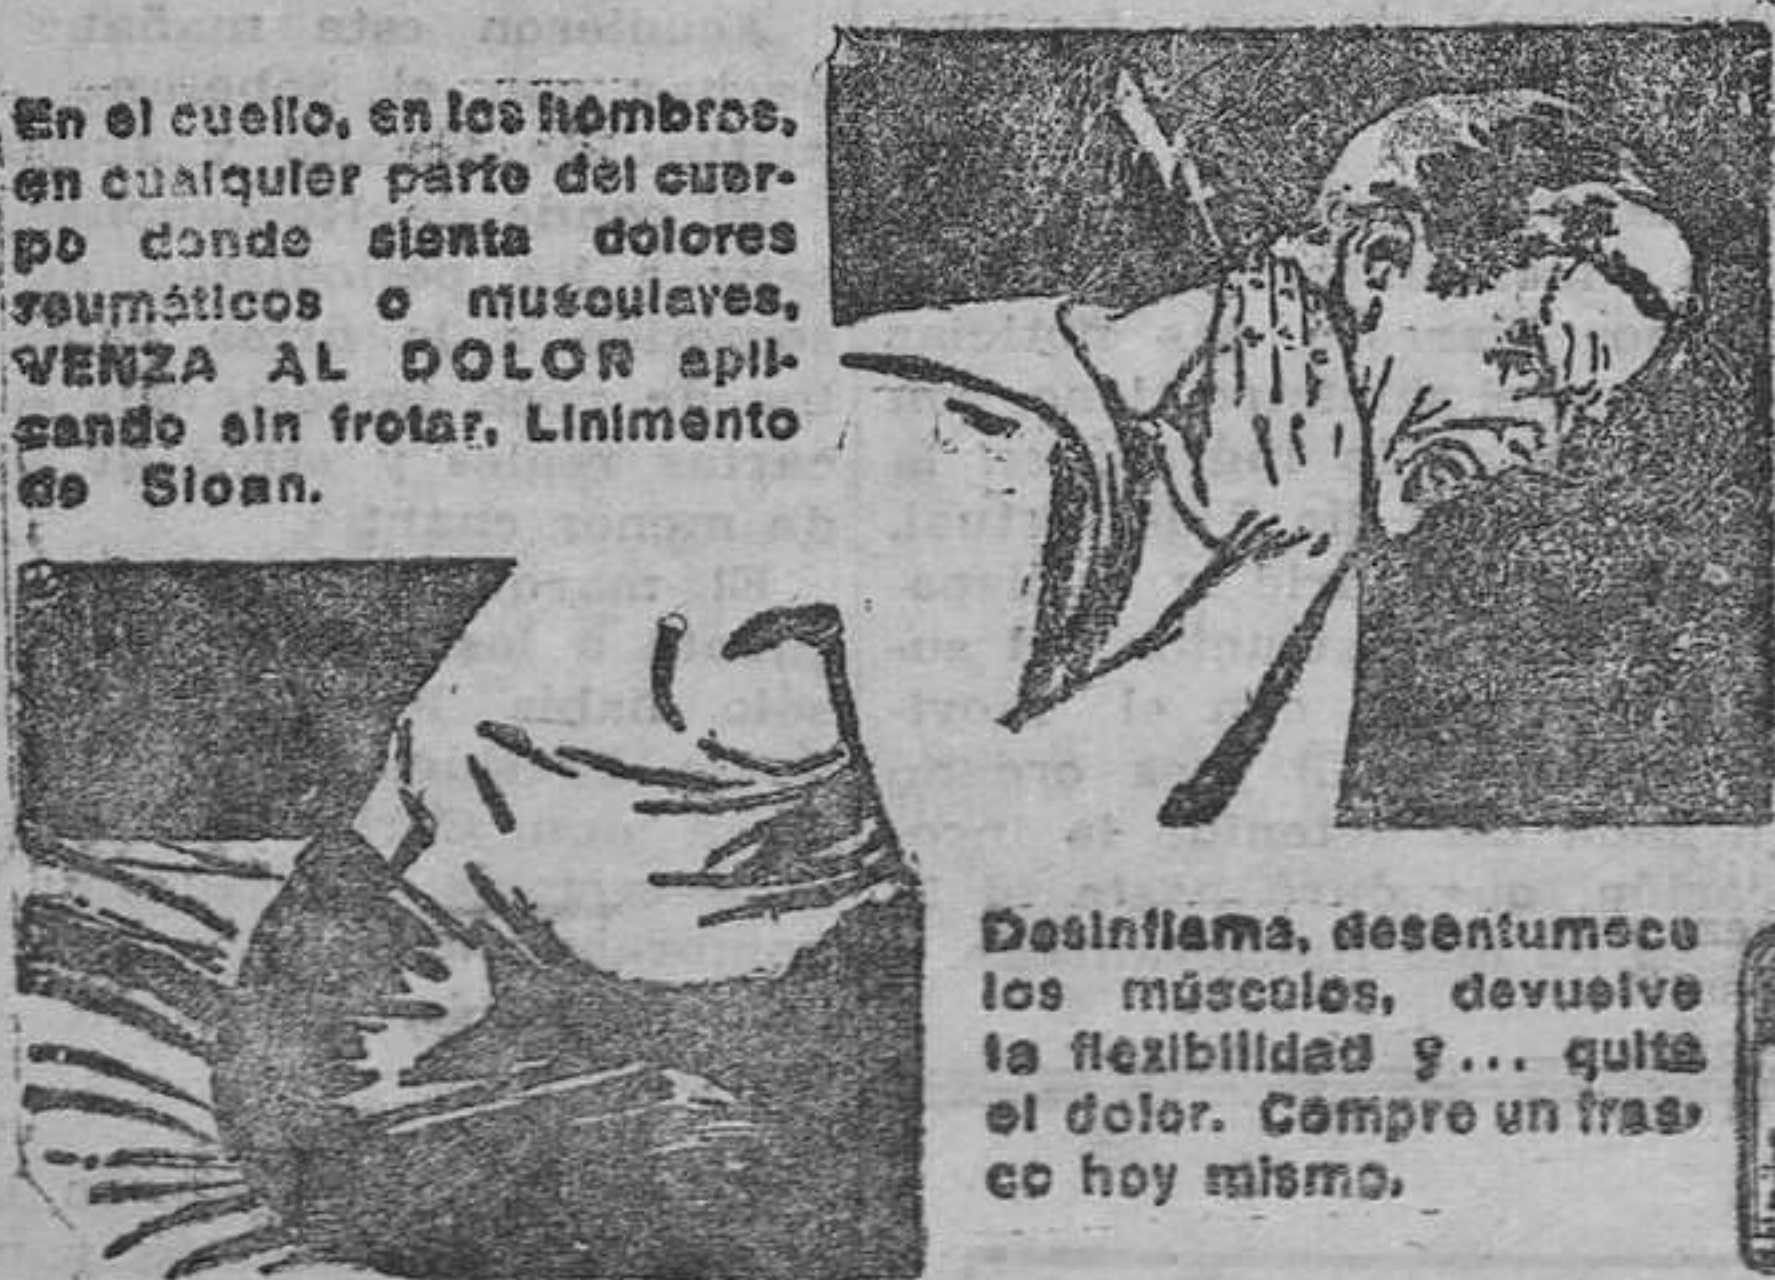 En el cuello, en los hombros,
en cualquier parte del cuer-
po donde sienta dolores
reumáticos o musculares,
VENZA AL DOLOR apli-
cando sin frotar, Linimento
de Sloan.
Desinflama, desentumece
los músculos, devuelve
la flexibilidad y... quita
el dolor. Compre un fras-
co hoy mismo.